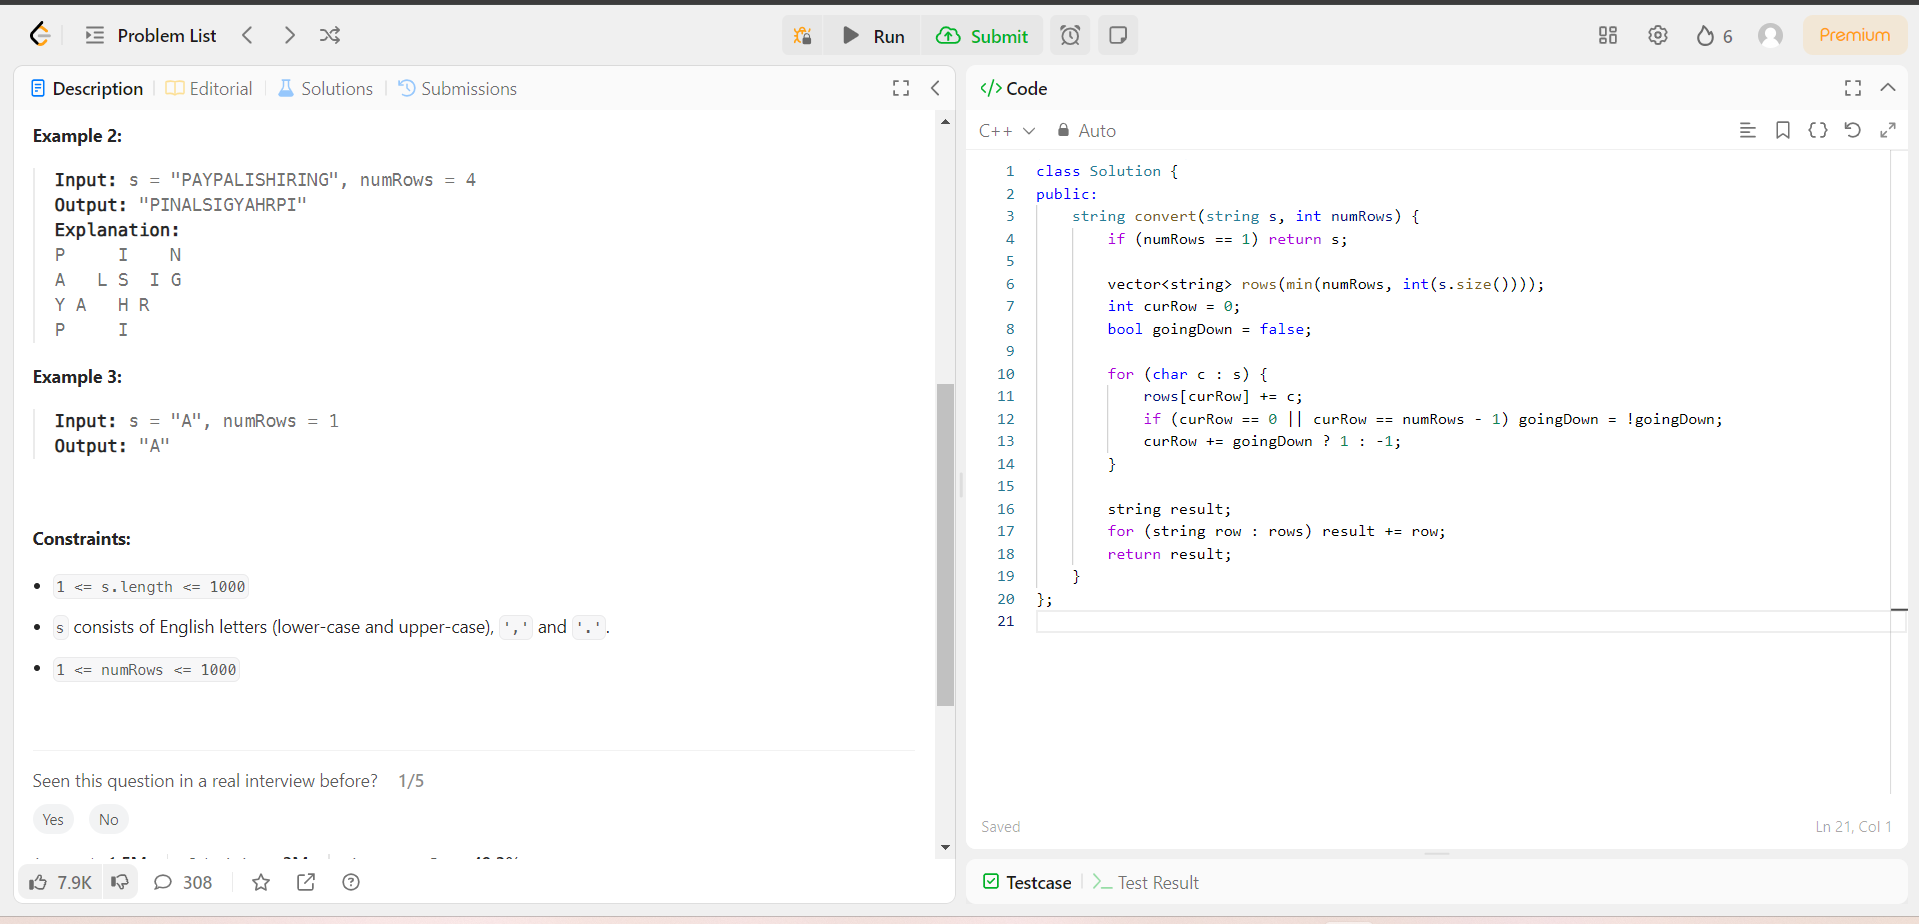 Problem List
Run
Submit
6
Premium
Description
Editorial
Solutions
Submissions
Example 2:
Input: s = "PAYPALISHIRING", numRows = 4
Output: "PINALSIGYAHRPI"
Explanation:
P     I    N
A   L S  I G
Y A   H R
P     I
Example 3:
Input: s = "A", numRows = 1
Output: "A"
Constraints:
1 <= s.length <= 1000
s consists of English letters (lower-case and upper-case), ',' and '.'.
1 <= numRows <= 1000
Seen this question in a real interview before? 1/5
Yes No
7.9K
308
</> Code
C++ Auto
1 class Solution {
2 public:
3     string convert(string s, int numRows) {
4         if (numRows == 1) return s;
5
6         vector<string> rows(min(numRows, int(s.size())));
7         int curRow = 0;
8         bool goingDown = false;
9
10         for (char c : s) {
11             rows[curRow] += c;
12             if (curRow == 0 || curRow == numRows - 1) goingDown = !goingDown;
13             curRow += goingDown ? 1 : -1;
14         }
15
16         string result;
17         for (string row : rows) result += row;
18         return result;
19     }
20 };
21
Saved
Ln 21, Col 1
Testcase
Test Result